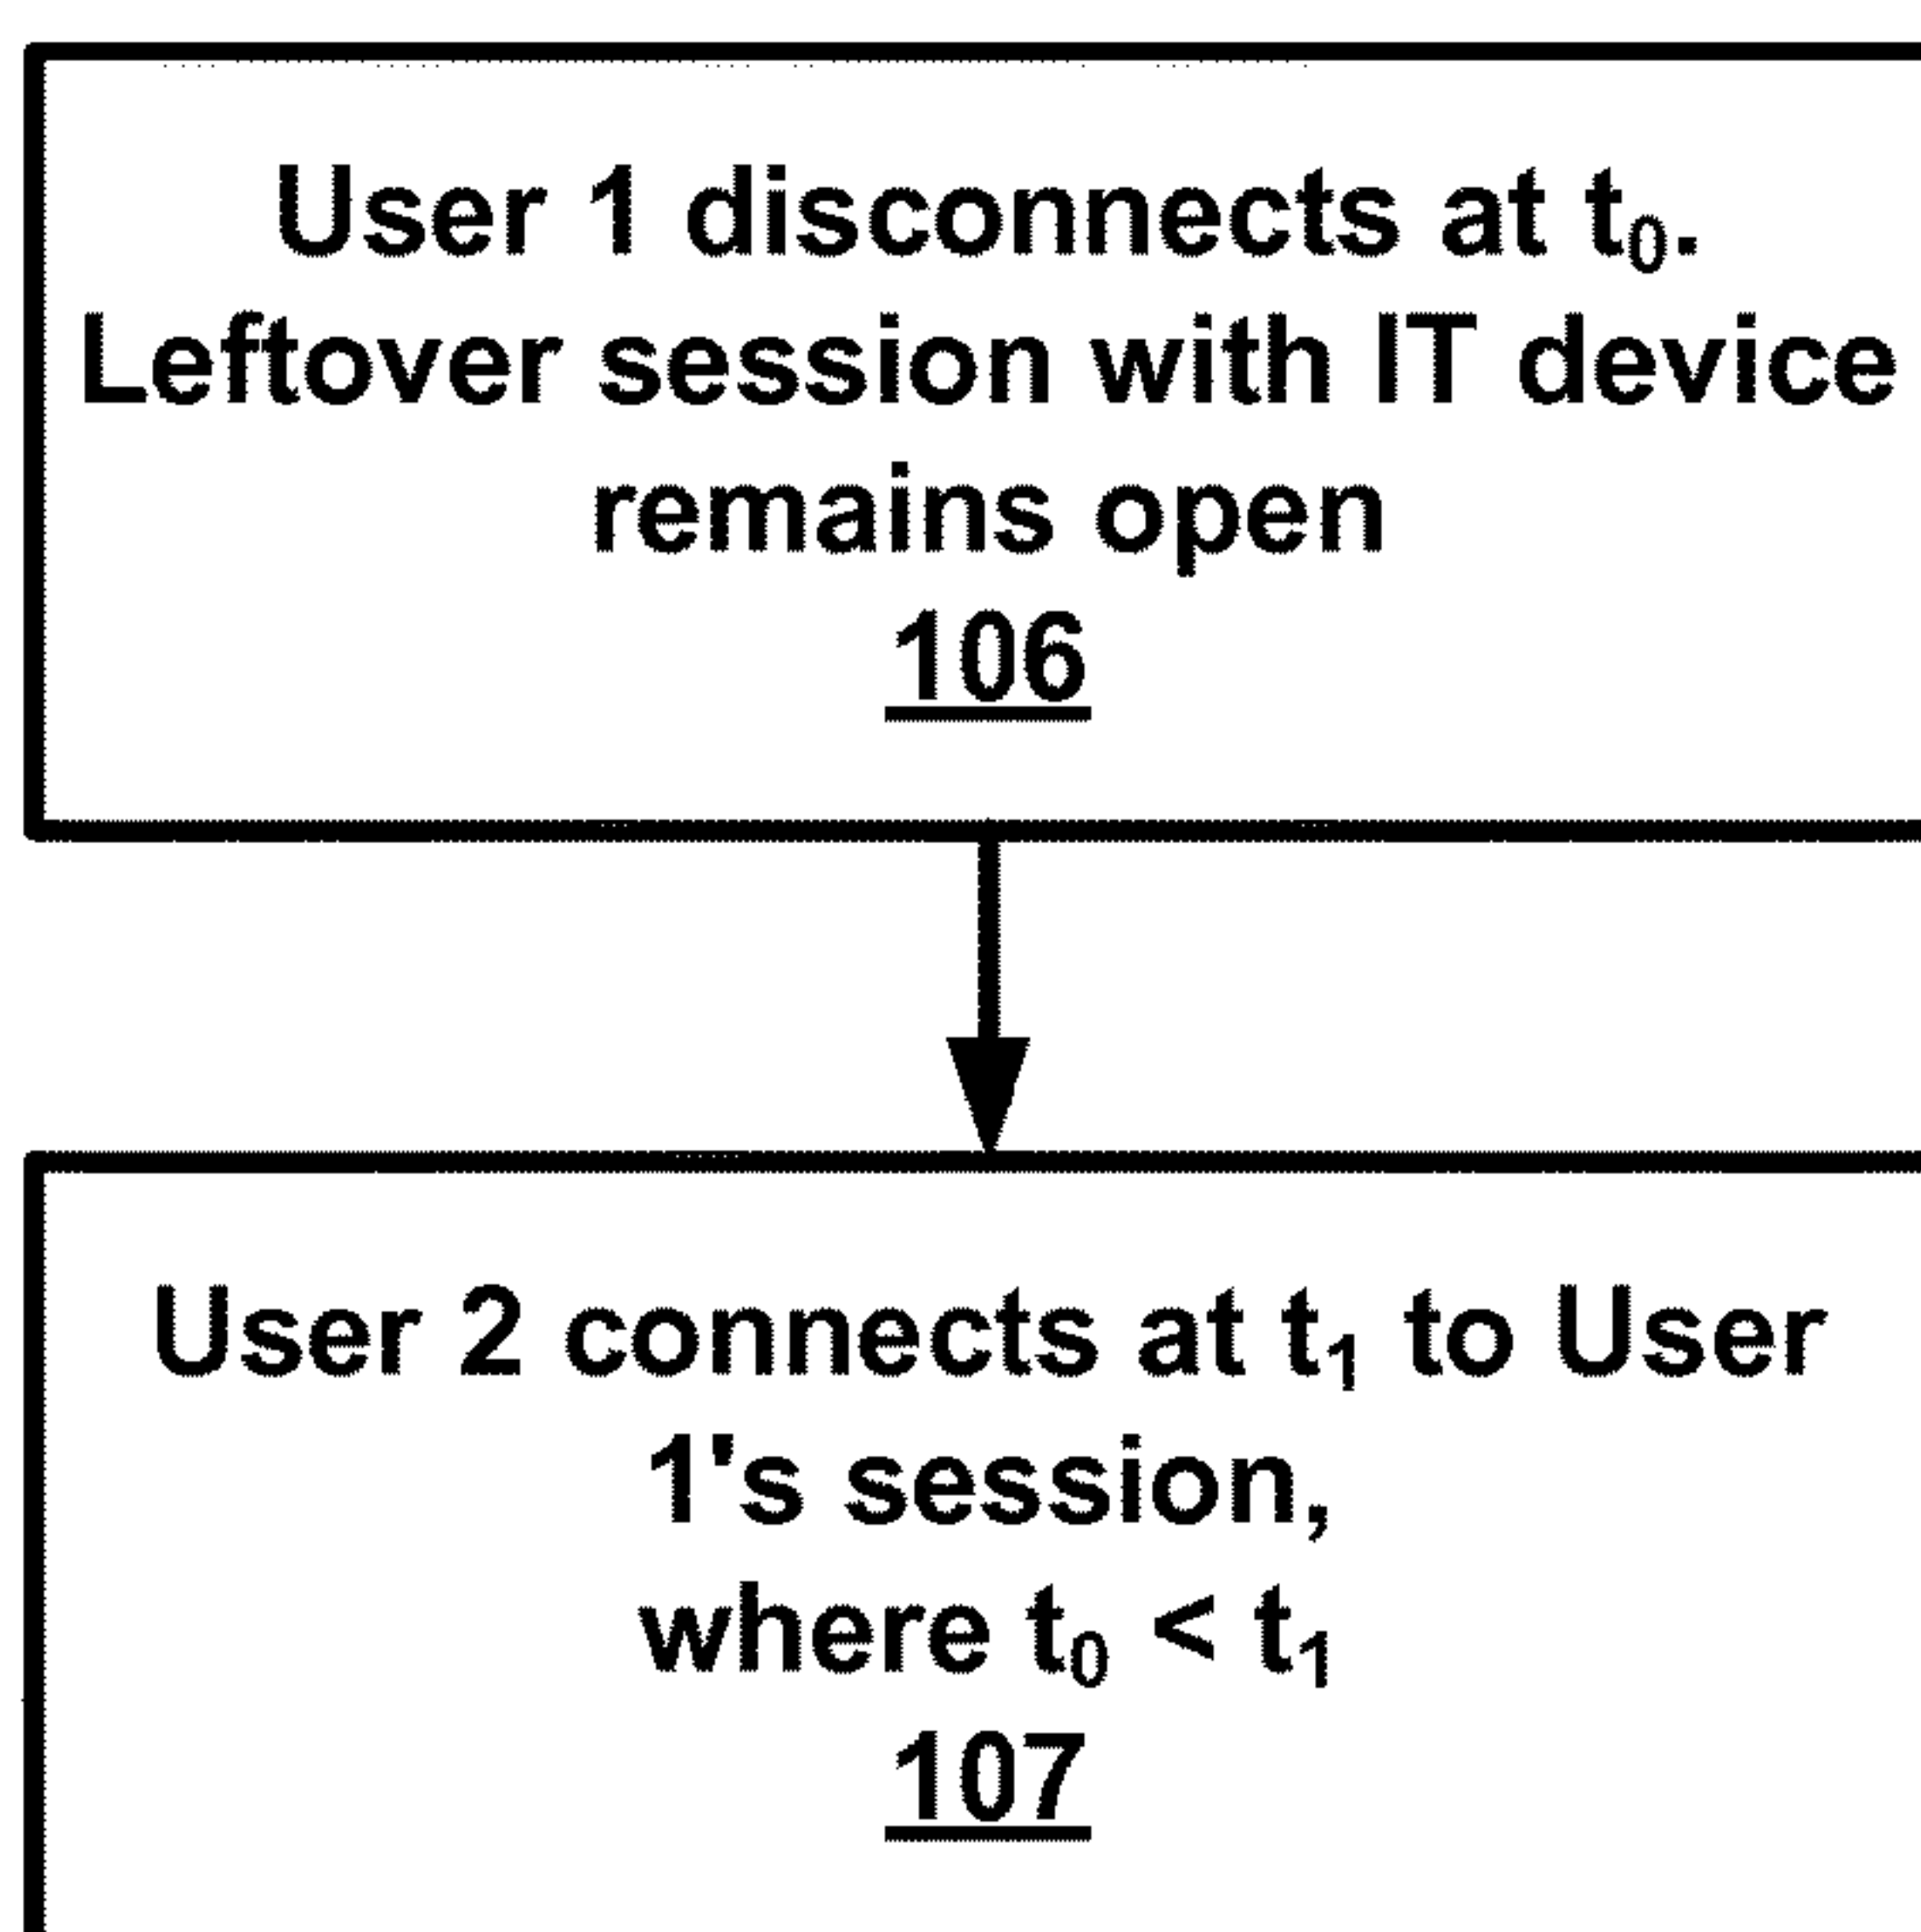 User 1 disconnects at t₀.
Leftover session with IT device
remains open
106
User 2 connects at t₁ to User
1's session,
where t₀ < t₁
107